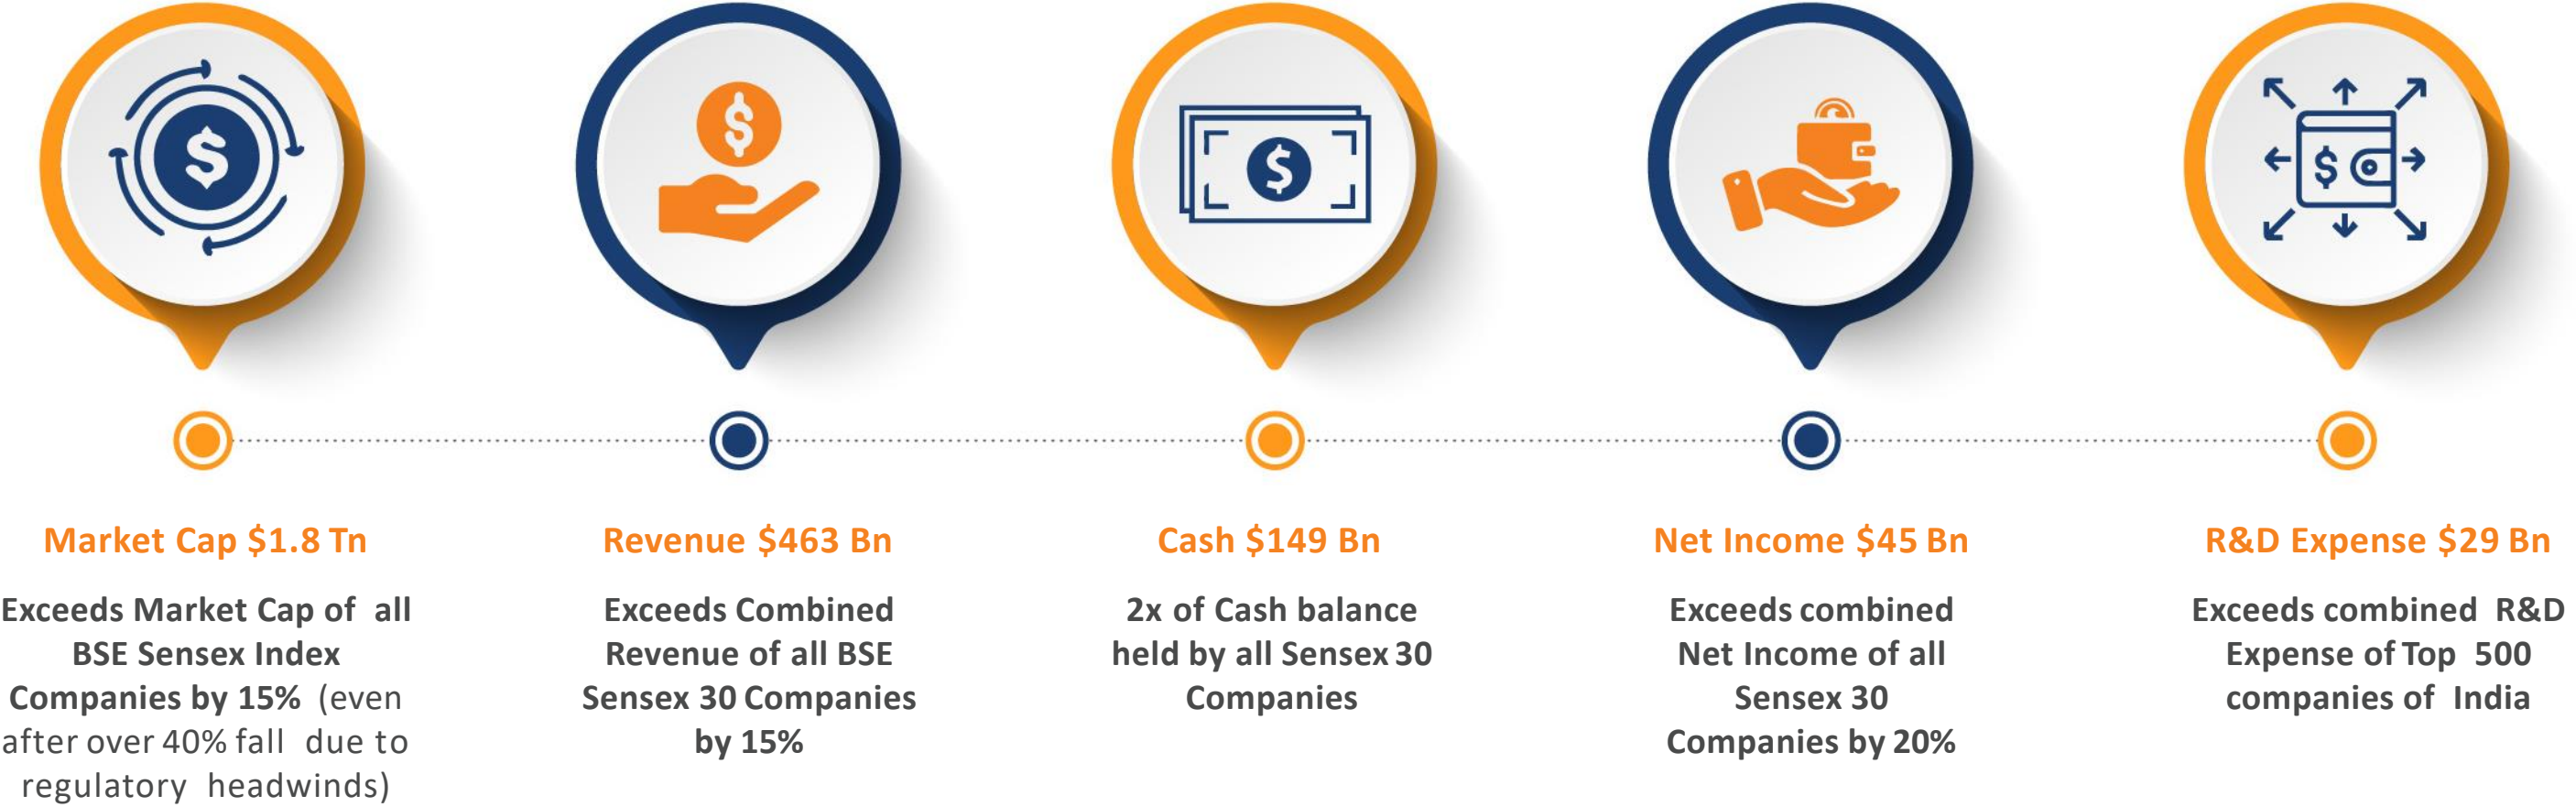 Market Cap $1.8 Tn
Exceeds Market Cap of all
BSE Sensex Index
Companies by 15% (even
after over 40% fall due to
regulatory headwinds)
Revenue $463 Bn
Exceeds Combined
Revenue of all BSE
Sensex 30 Companies
by 15%
Cash $149 Bn
2x of Cash balance
held by all Sensex 30
Companies
Net Income $45 Bn
Exceeds combined
Net Income of all
Sensex 30
Companies by 20%
R&D Expense $29 Bn
Exceeds combined R&D
Expense of Top 500
companies of India